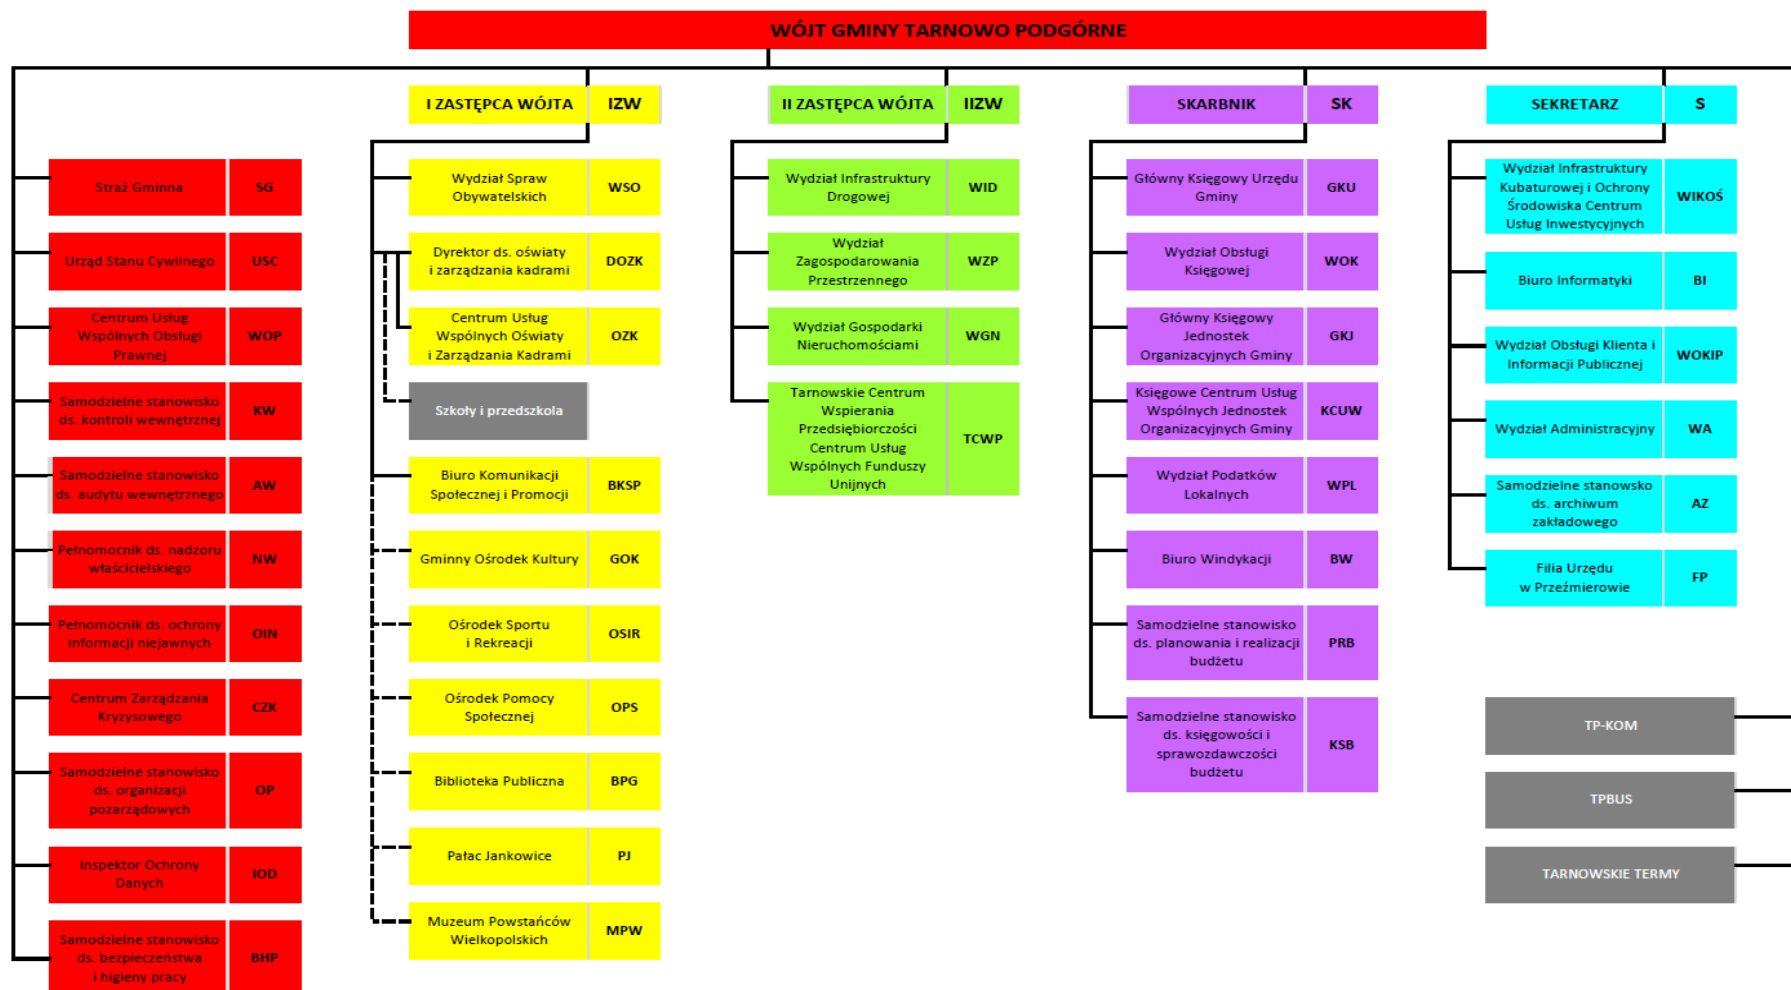 WÓJT GMINY TARNOWO PODGÓRNE
I ZASTĘPCA WÓJTA IZW
II ZASTĘPCA WÓJTA IIZW
SKARBNIK SK
SEKRETARZ S
Straż Gminna SG
Urząd Stanu Cywilnego USC
Centrum Usług
Wspólnych Obsługi
Prawnej
WOP
Samodzielne stanowisko
ds. kontroli wewnętrznej
KW
Samodzielne stanowisko
ds. audytu wewnętrznego
AW
Pełnomocnik ds. nadzoru
właścicielskiego
NW
Pełnomocnik ds. ochrony
informacji niejawnych
OIN
Centrum Zarządzania
Kryzysowego
CZK
Samodzielne stanowisko
ds. organizacji
pozarządowych
OP
Inspektor Ochrony
Danych
IOD
Samodzielne stanowisko
ds. bezpieczeństwa
i higieny pracy
BHP
Wydział Spraw
Obywatelskich
WSO
Dyrektor ds. oświaty
i zarządzania kadrami
DOZK
Centrum Usług
Wspólnych Oświaty
i Zarządzania Kadrami
OZK
Szkoły i przedszkola
Biuro Komunikacji
Społecznej i Promocji
BKSP
Gminny Ośrodek Kultury GOK
Ośrodek Sportu
i Rekreacji
OSIR
Ośrodek Pomocy
Społecznej
OPS
Biblioteka Publiczna BPG
Pałac Jankowice PJ
Muzeum Powstańców
Wielkopolskich
MPW
Wydział Infrastruktury
Drogowej
WID
Wydział
Zagospodarowania
Przestrzennego
WZP
Wydział Gospodarki
Nieruchomościami
WGN
Tarnowskie Centrum
Wspierania
Przedsiębiorczości
Centrum Usług
Wspólnych Funduszy
Unijnych
TCWP
Główny Księgowy Urzędu
Gminy
GKU
Wydział Obsługi
Księgowej
WOK
Główny Księgowy
Jednostek
Organizacyjnych Gminy
GKJ
Księgowe Centrum Usług
Wspólnych Jednostek
Organizacyjnych Gminy
KCUW
Wydział Podatków
Lokalnych
WPL
Biuro Windykacji BW
Samodzielne stanowisko
ds. planowania i realizacji
budżetu
PRB
Samodzielne stanowisko
ds. księgowości i
sprawozdawczości
budżetu
KSB
Wydział Infrastruktury
Kubaturowej i Ochrony
Środowiska Centrum
Usług Inwestycyjnych
WIKOŚ
Biuro Informatyki BI
Wydział Obsługi Klienta i
Informacji Publicznej
WOKIP
Wydział Administracyjny WA
Samodzielne stanowsko
ds. archiwum
zakładowego
AZ
Filia Urzędu
w Przeźmierowie
FP
TP-KOM
TPBUS
TARNOWSKIE TERMY